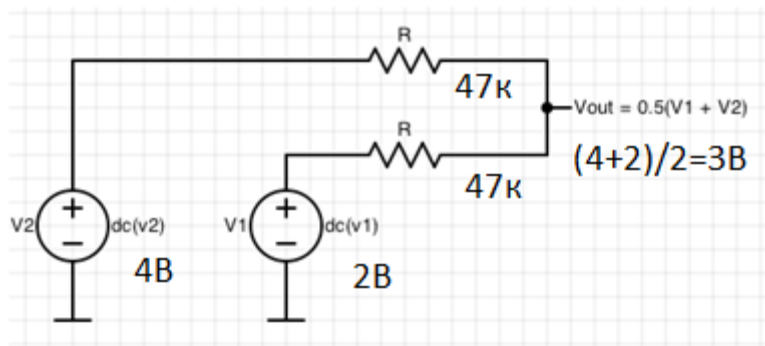 R
47к
Vout = 0.5(V1 + V2)
R
(4+2)/2=3В
47к
V2
dc(v2)
V1
dc(v1)
4В
2В